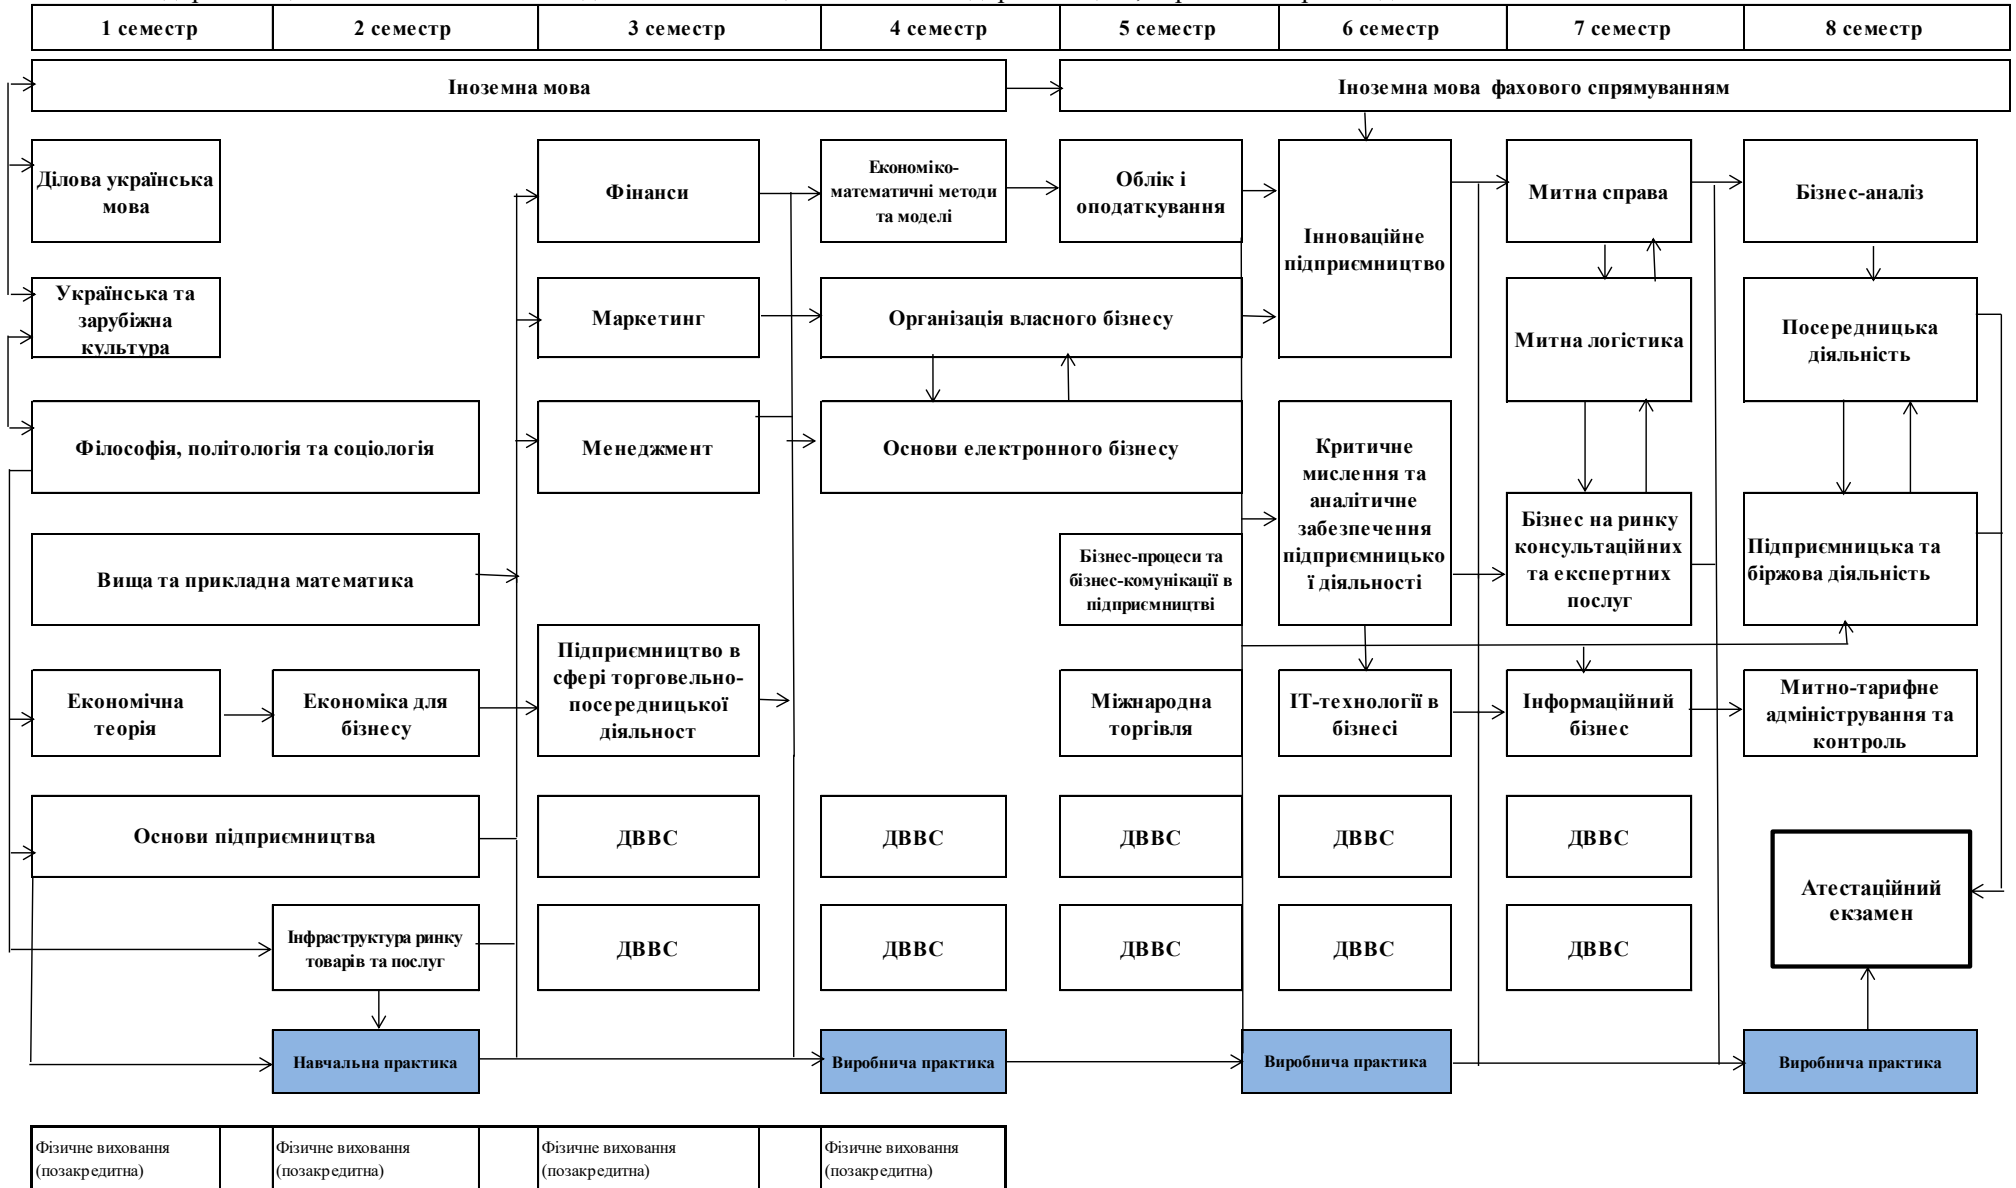 1 семестр
2 семестр
3 семестр
4 семестр
5 семестр
6 семестр
7 семестр
8 семестр
Іноземна мова
Іноземна мова фахового спрямуванням
Ділова українська
мова
Фінанси
Економіко-
математичні методи
та моделі
Облік і
оподаткування
Інноваційне
підприємництво
Митна справа
Бізнес-аналіз
Українська та
зарубіжна
культура
Маркетинг
Організація власного бізнесу
Митна логістика
Посередницька
діяльність
Філософія, політологія та соціологія
Менеджмент
Основи електронного бізнесу
Критичне
мислення та
аналітичне
забезпечення
підприємницько
ї діяльності
Бізнес на ринку
консультаційних
та експертних
послуг
Підприємницька та
біржова діяльність
Вища та прикладна математика
Бізнес-процеси та
бізнес-комунікації в
підприємництві
Економічна
теорія
Економіка для
бізнесу
Підприємництво в
сфері торговельно-
посередницької
діяльност
Міжнародна
торгівля
ІТ-технології в
бізнесі
Інформаційний
бізнес
Митно-тарифне
адміністрування та
контроль
Основи підприємництва
ДВВС
ДВВС
ДВВС
ДВВС
ДВВС
Атестаційний
екзамен
Інфраструктура ринку
товарів та послуг
ДВВС
ДВВС
ДВВС
ДВВС
ДВВС
Навчальна практика
Виробнича практика
Виробнича практика
Виробнича практика
Фізичне виховання
(позакредитна)
Фізичне виховання
(позакредитна)
Фізичне виховання
(позакредитна)
Фізичне виховання
(позакредитна)